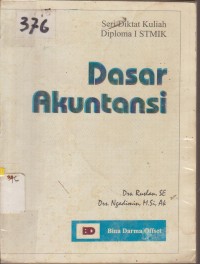 376
Seri Diktat Kuliah
Diploma I STMIK
Dasar
Akuntansi
Drs Ruslan, SE
Drs. Ngadimin, M.Si, Ak
Bina Darma Offset